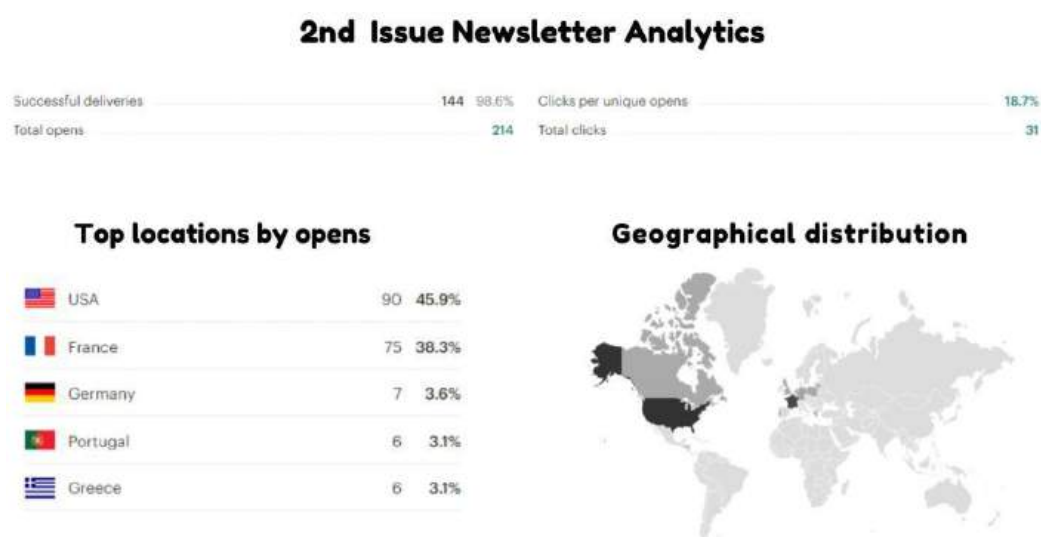 2nd Issue Newsletter Analytics
Successful deliveries 144 98.6% Clicks per unique opens 18.7%
Total opens 214 Total clicks 31
Top locations by opens
Geographical distribution
USA 90 45.9%
France 75 38.3%
Germany 7 3.6%
Portugal 6 3.1%
Greece 6 3.1%